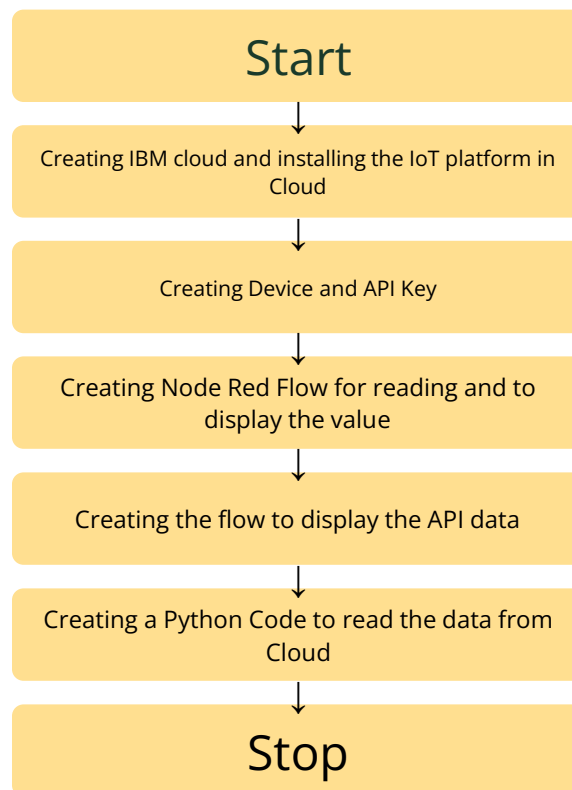 Start
Creating IBM cloud and installing the IoT platform in
Cloud
Creating Device and API Key
Creating Node Red Flow for reading and to
display the value
Creating the flow to display the API data
Creating a Python Code to read the data from
Cloud
Stop